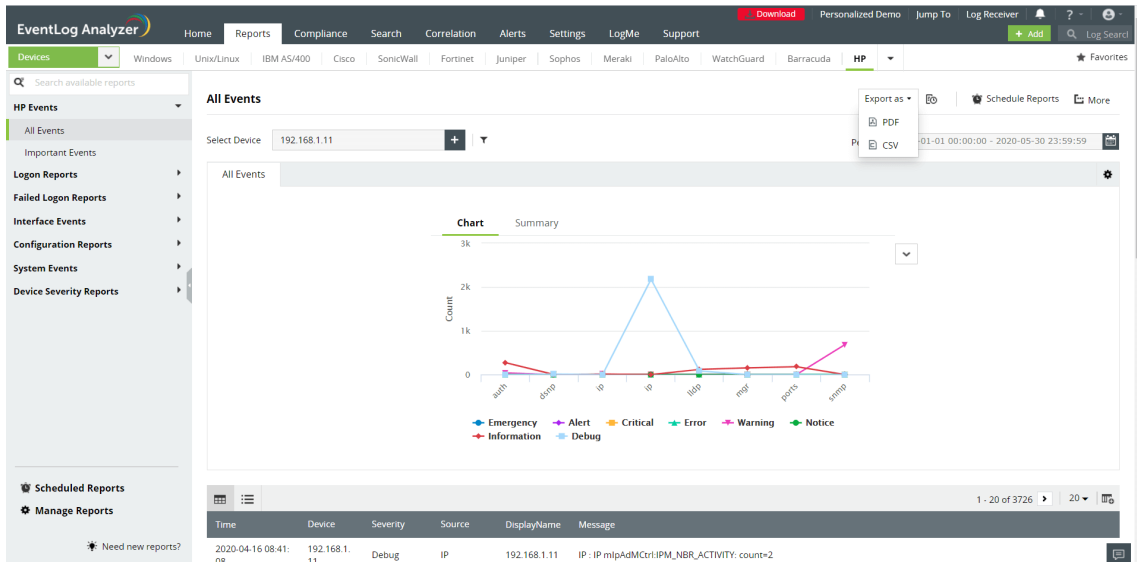 Download Personalized Demo Jump To Log Receiver ?
EventLog Analyzer
Home Reports Compliance Search Correlation Alerts Settings LogMe Support
+ Add Log Searcl
Devices Windows Unix/Linux IBM AS/400 Cisco SonicWall Fortinet Juniper Sophos Meraki PaloAlto WatchGuard Barracuda HP Favorites
Search available reports
HP Events
All Events
Important Events
Logon Reports
Failed Logon Reports
Interface Events
Configuration Reports
System Events
Device Severity Reports
Scheduled Reports
Manage Reports
Need new reports?
All Events
Export as Schedule Reports More
PDF
CSV
Select Device 192.168.1.11 + Pe -01-01 00:00:00 - 2020-05-30 23:59:59
All Events
Chart Summary
3k
2k
1k
0
Count
auth dsnp ip ip lldp mgr ports snmp
Emergency Alert Critical Error Warning Notice
Information Debug
1 - 20 of 3726 20
Time Device Severity Source DisplayName Message
2020-04-16 08:41:08 192.168.1.11 Debug IP 192.168.1.11 IP : IP mIpAdMCtrl:IPM_NBR_ACTIVITY: count=2